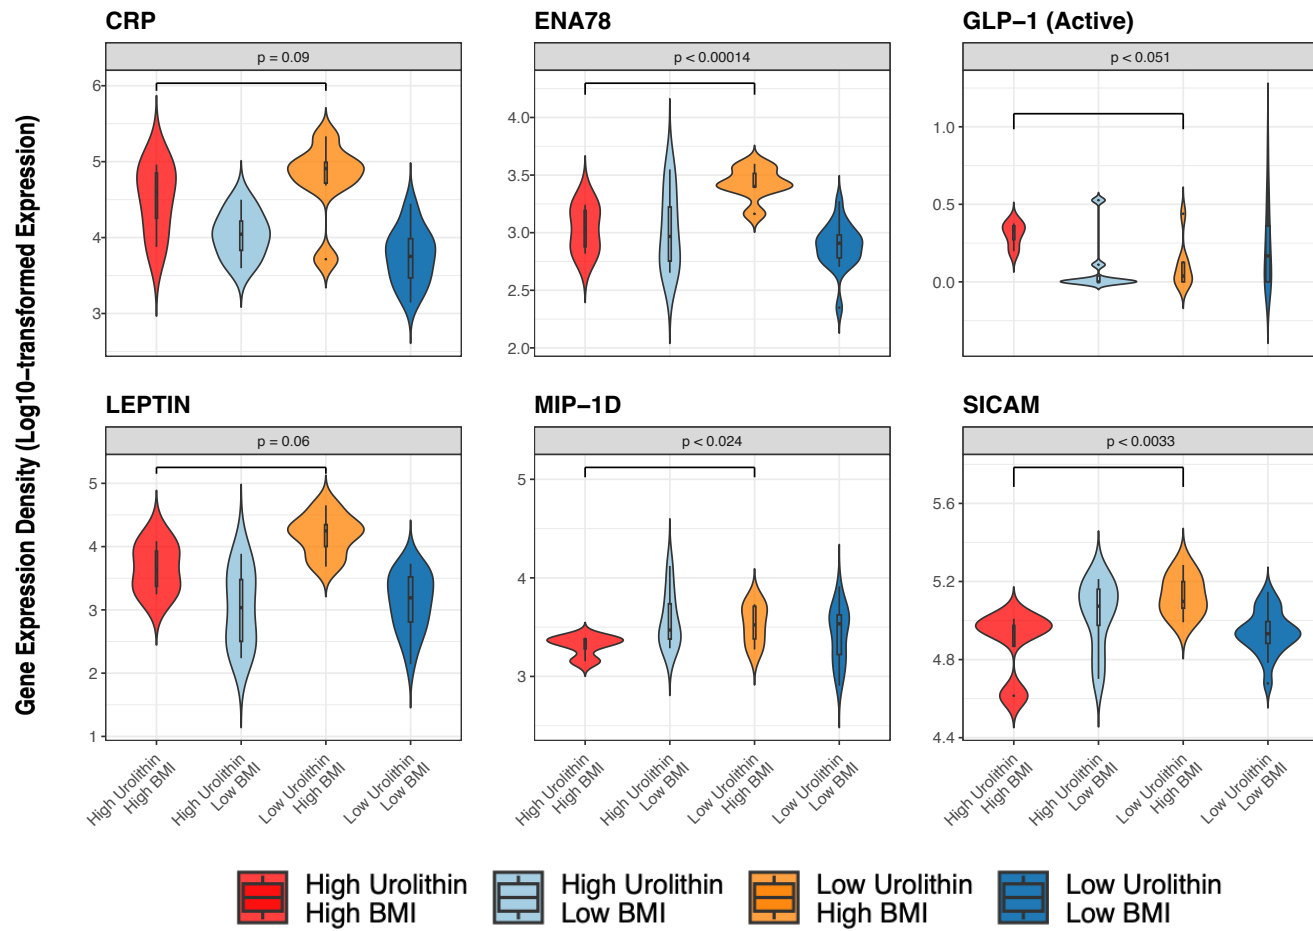 CRP
ENA78
GLP−1 (Active)
p = 0.09
p < 0.00014
p < 0.051
6
5
4
3
4.0
3.5
3.0
2.5
2.0
1.0
0.5
0.0
Gene Expression Density (Log10−transformed Expression)
LEPTIN
MIP−1D
SICAM
p = 0.06
p < 0.024
p < 0.0033
5
4
3
2
1
5
4
3
5.6
5.2
4.8
4.4
High Urolithin
High BMI
High Urolithin
Low BMI
Low Urolithin
High BMI
Low Urolithin
Low BMI
High Urolithin
High BMI
High Urolithin
Low BMI
Low Urolithin
High BMI
Low Urolithin
Low BMI
High Urolithin
High BMI
High Urolithin
Low BMI
Low Urolithin
High BMI
Low Urolithin
Low BMI
High Urolithin
High BMI
High Urolithin
Low BMI
Low Urolithin
High BMI
Low Urolithin
Low BMI